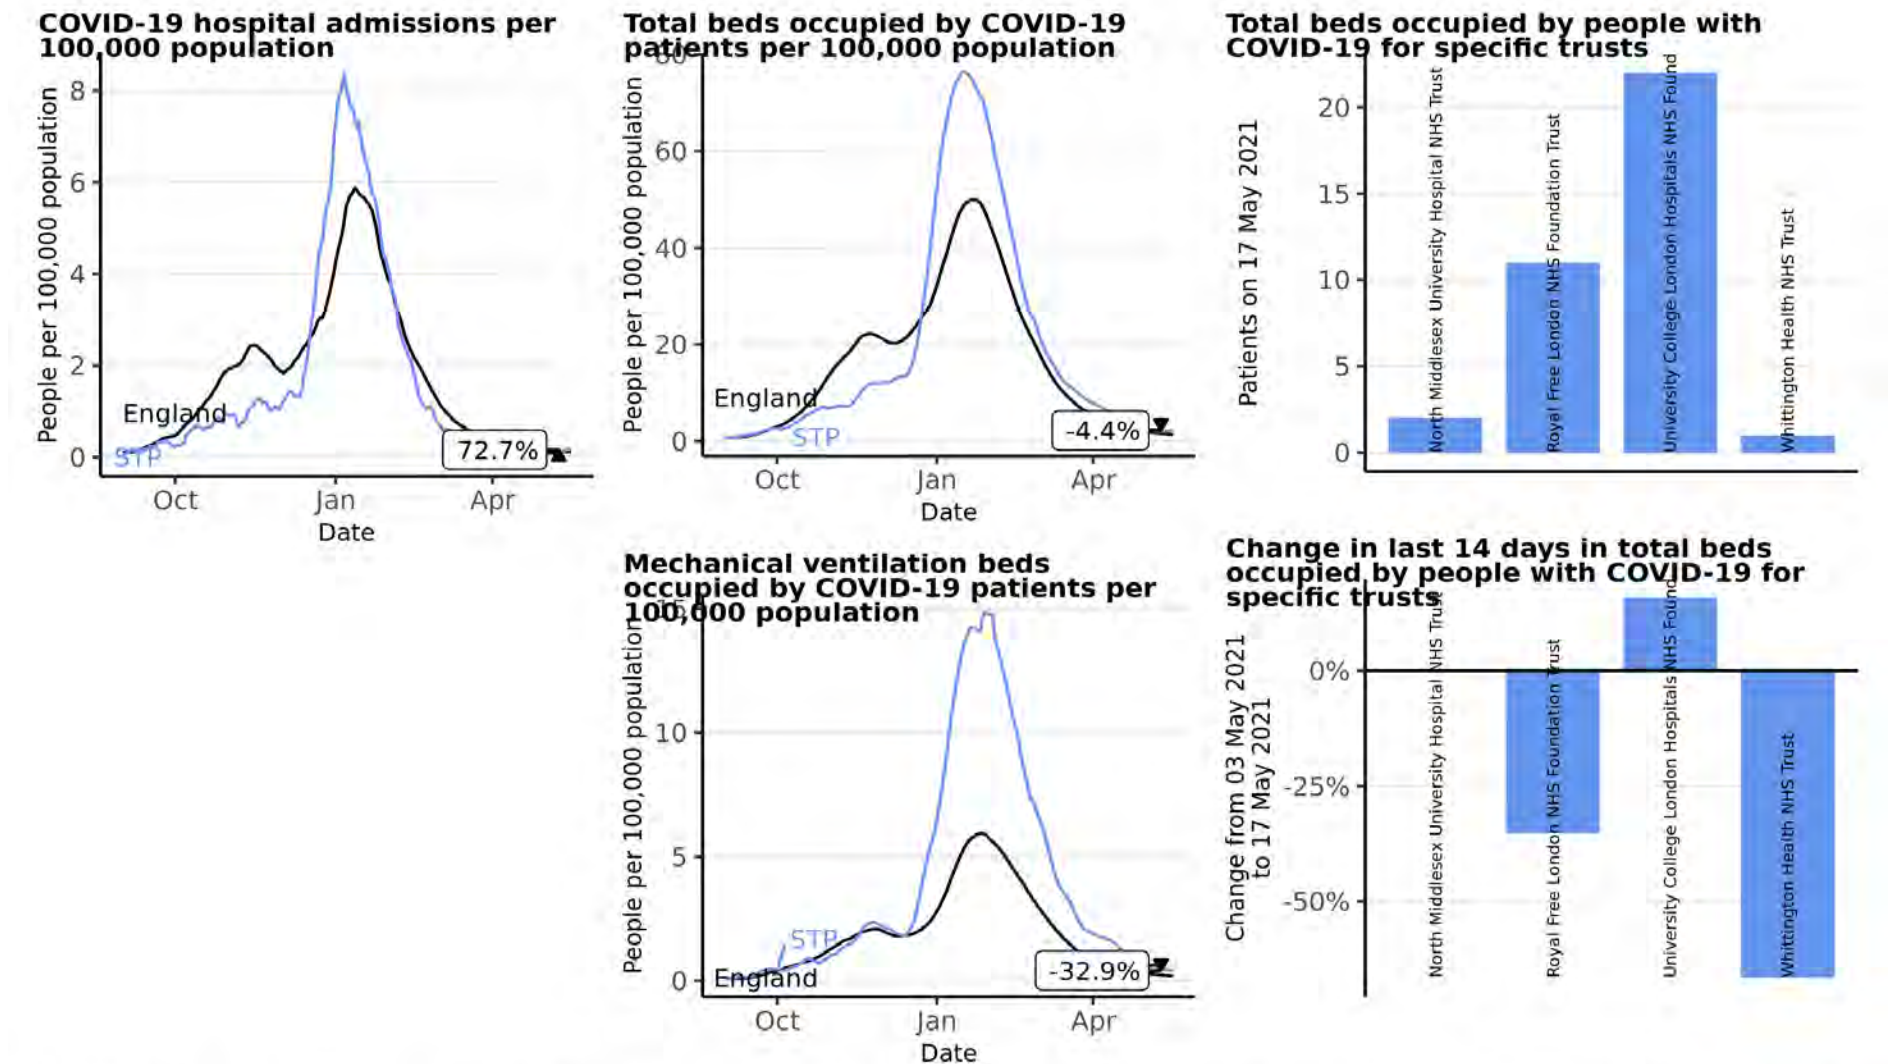 COVID-19 hospital admissions per
100,000 population
People per 100,000 population
8
6
4
2
0
England
STP
72.7%
Oct
Jan
Apr
Date
Total beds occupied by COVID-19
patients per 100,000 population
People per 100,000 population
80
60
40
20
0
England
STP
-4.4%
Oct
Jan
Apr
Date
Total beds occupied by people with
COVID-19 for specific trusts
Patients on 17 May 2021
20
15
10
5
0
North Middlesex University Hospital NHS Trust
Royal Free London NHS Foundation Trust
University College London Hospitals NHS Found
Whittington Health NHS Trust
Mechanical ventilation beds
occupied by COVID-19 patients per
100,000 population
People per 100,000 population
15
10
5
0
STP
England
-32.9%
Oct
Jan
Apr
Date
Change in last 14 days in total beds
occupied by people with COVID-19 for
specific trusts
Change from 03 May 2021
to 17 May 2021
0%
-25%
-50%
North Middlesex University Hospital NHS Trust
Royal Free London NHS Foundation Trust
University College London Hospitals NHS Found
Whittington Health NHS Trust